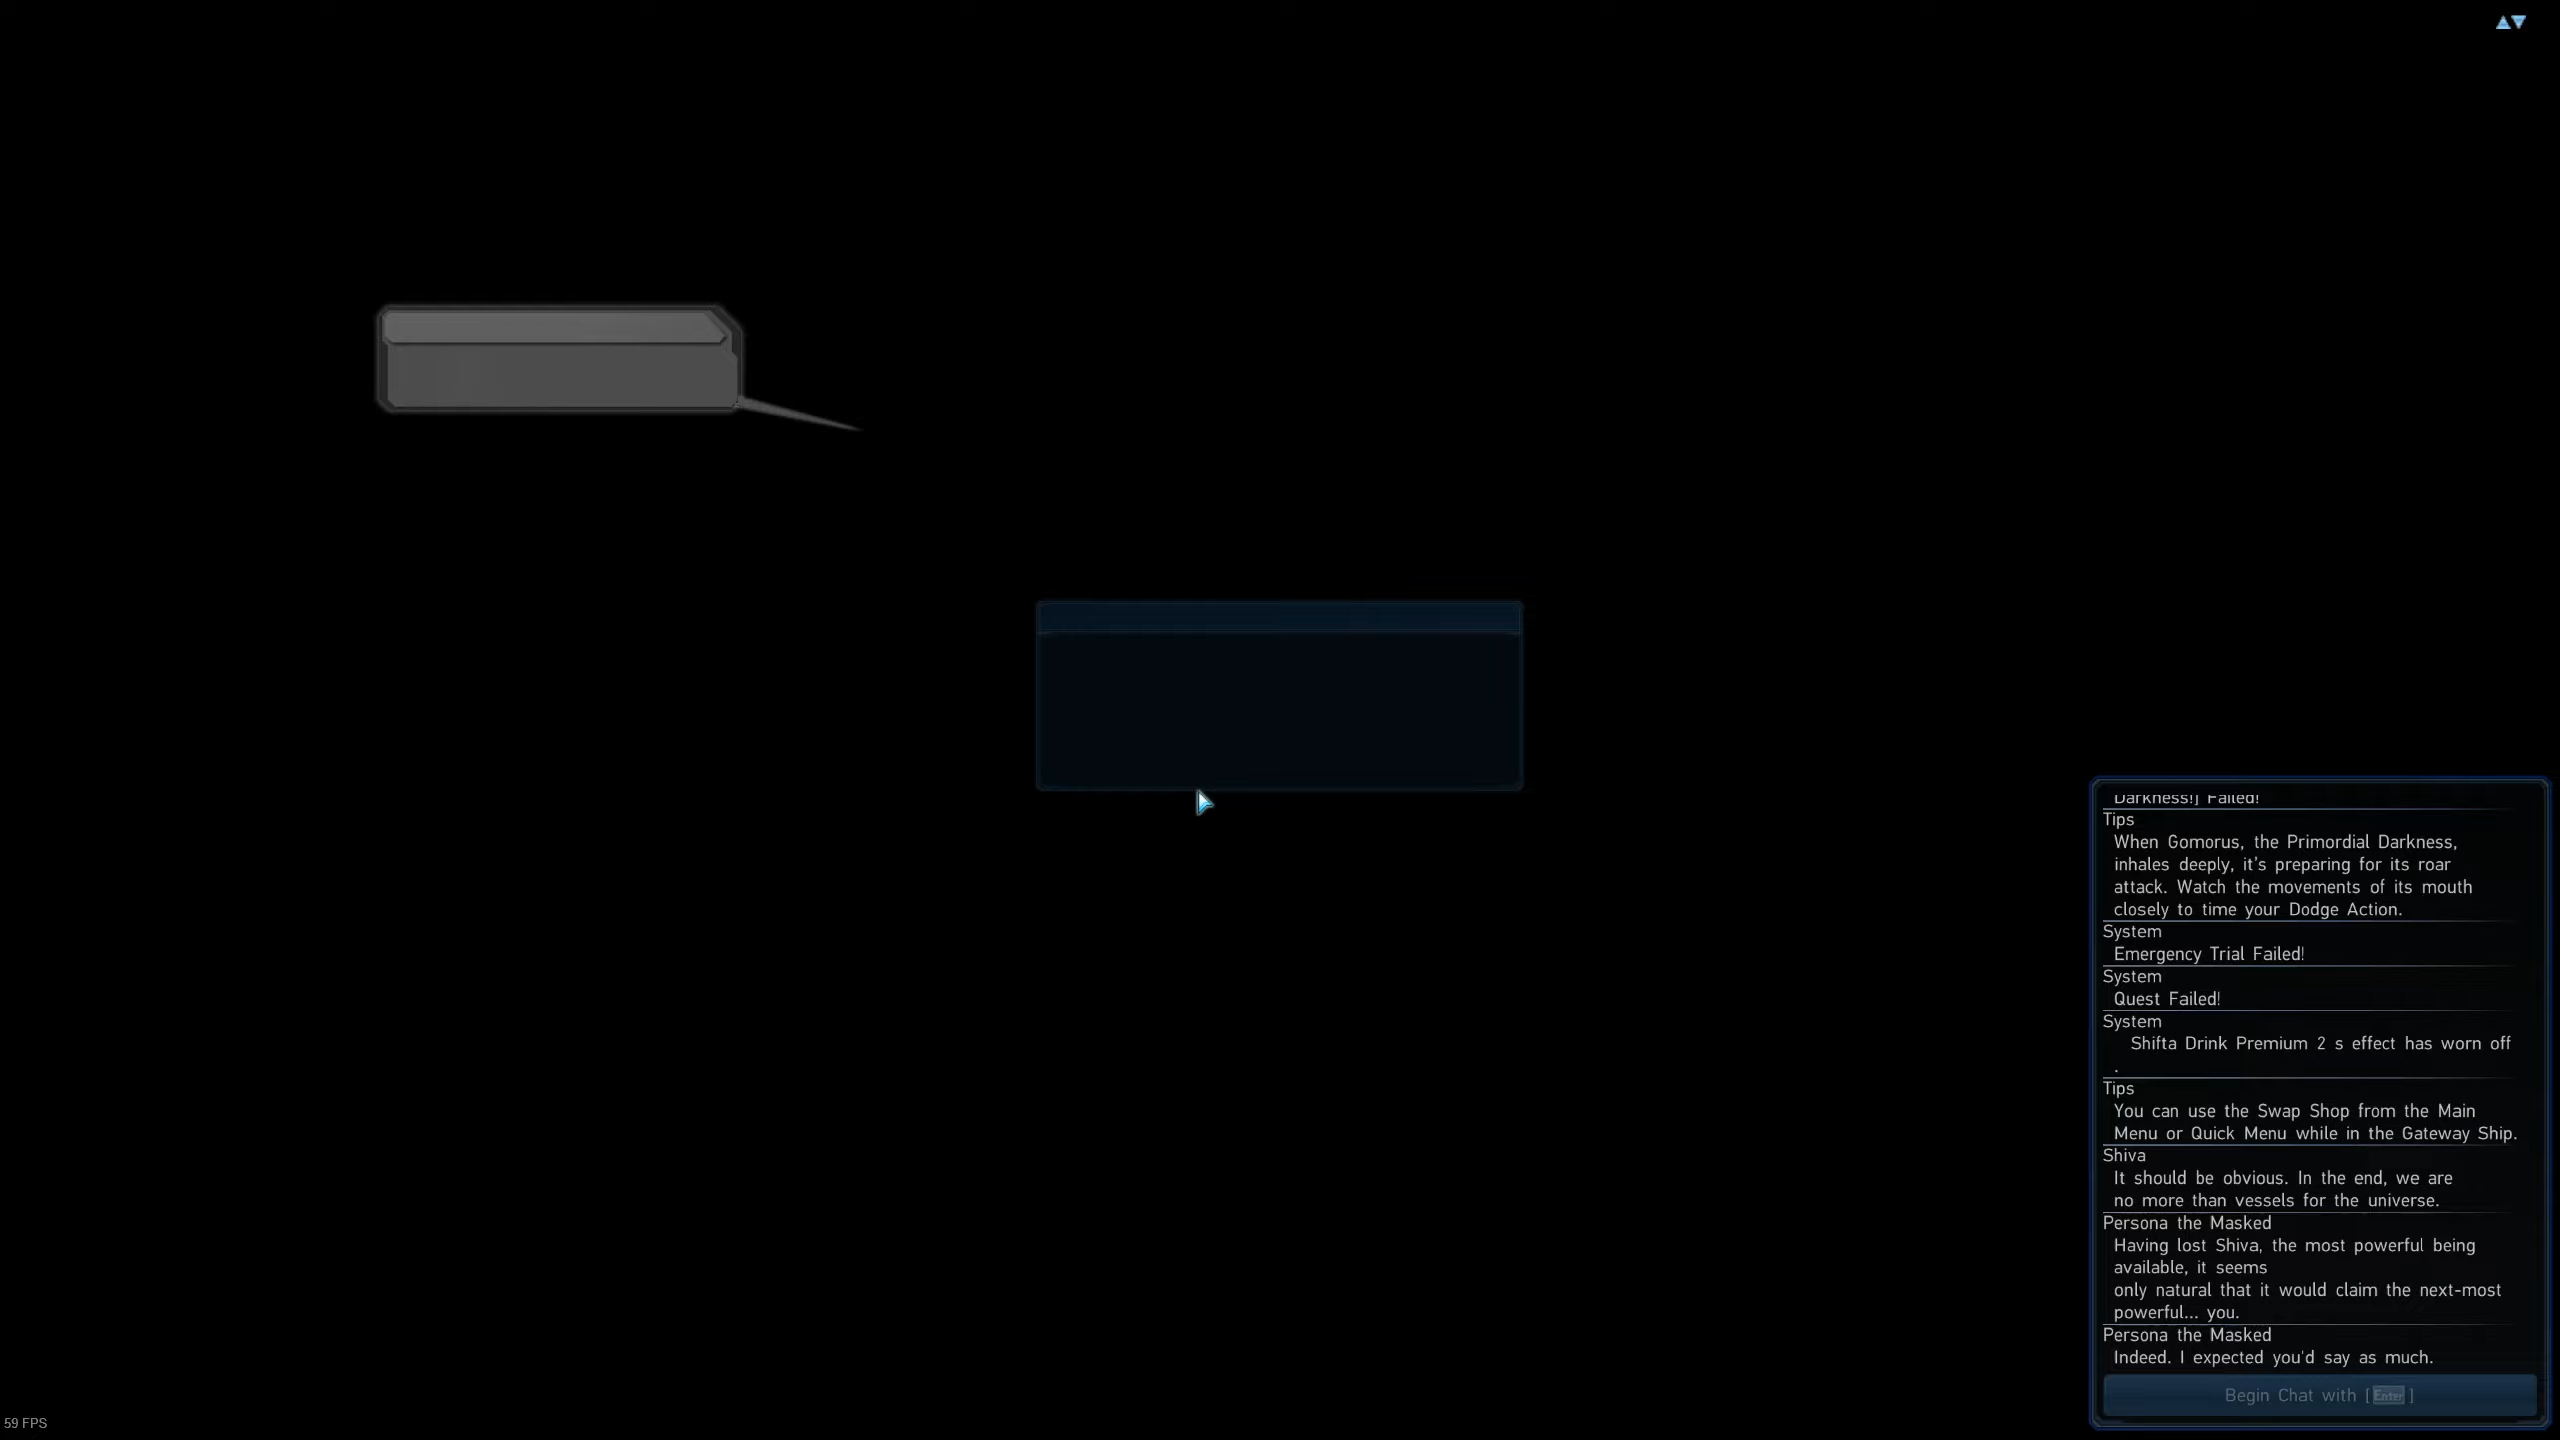 Darkness!] Failed!
Tips
When Gomorus, the Primordial Darkness,
inhales deeply, it's preparing for its roar
attack. Watch the movements of its mouth
closely to time your Dodge Action.
System
Emergency Trial Failed!
System
Quest Failed!
System
Shifta Drink Premium 2 s effect has worn off
.
Tips
You can use the Swap Shop from the Main
Menu or Quick Menu while in the Gateway Ship.
Shiva
It should be obvious. In the end, we are
no more than vessels for the universe.
Persona the Masked
Having lost Shiva, the most powerful being
available, it seems
only natural that it would claim the next-most
powerful... you.
Persona the Masked
Indeed. I expected you'd say as much.
Begin Chat with [Enter]
59 FPS